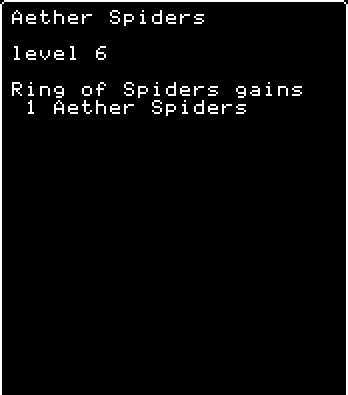 Aether Spiders
level 6
Ring of Spiders gains
1 Aether Spiders